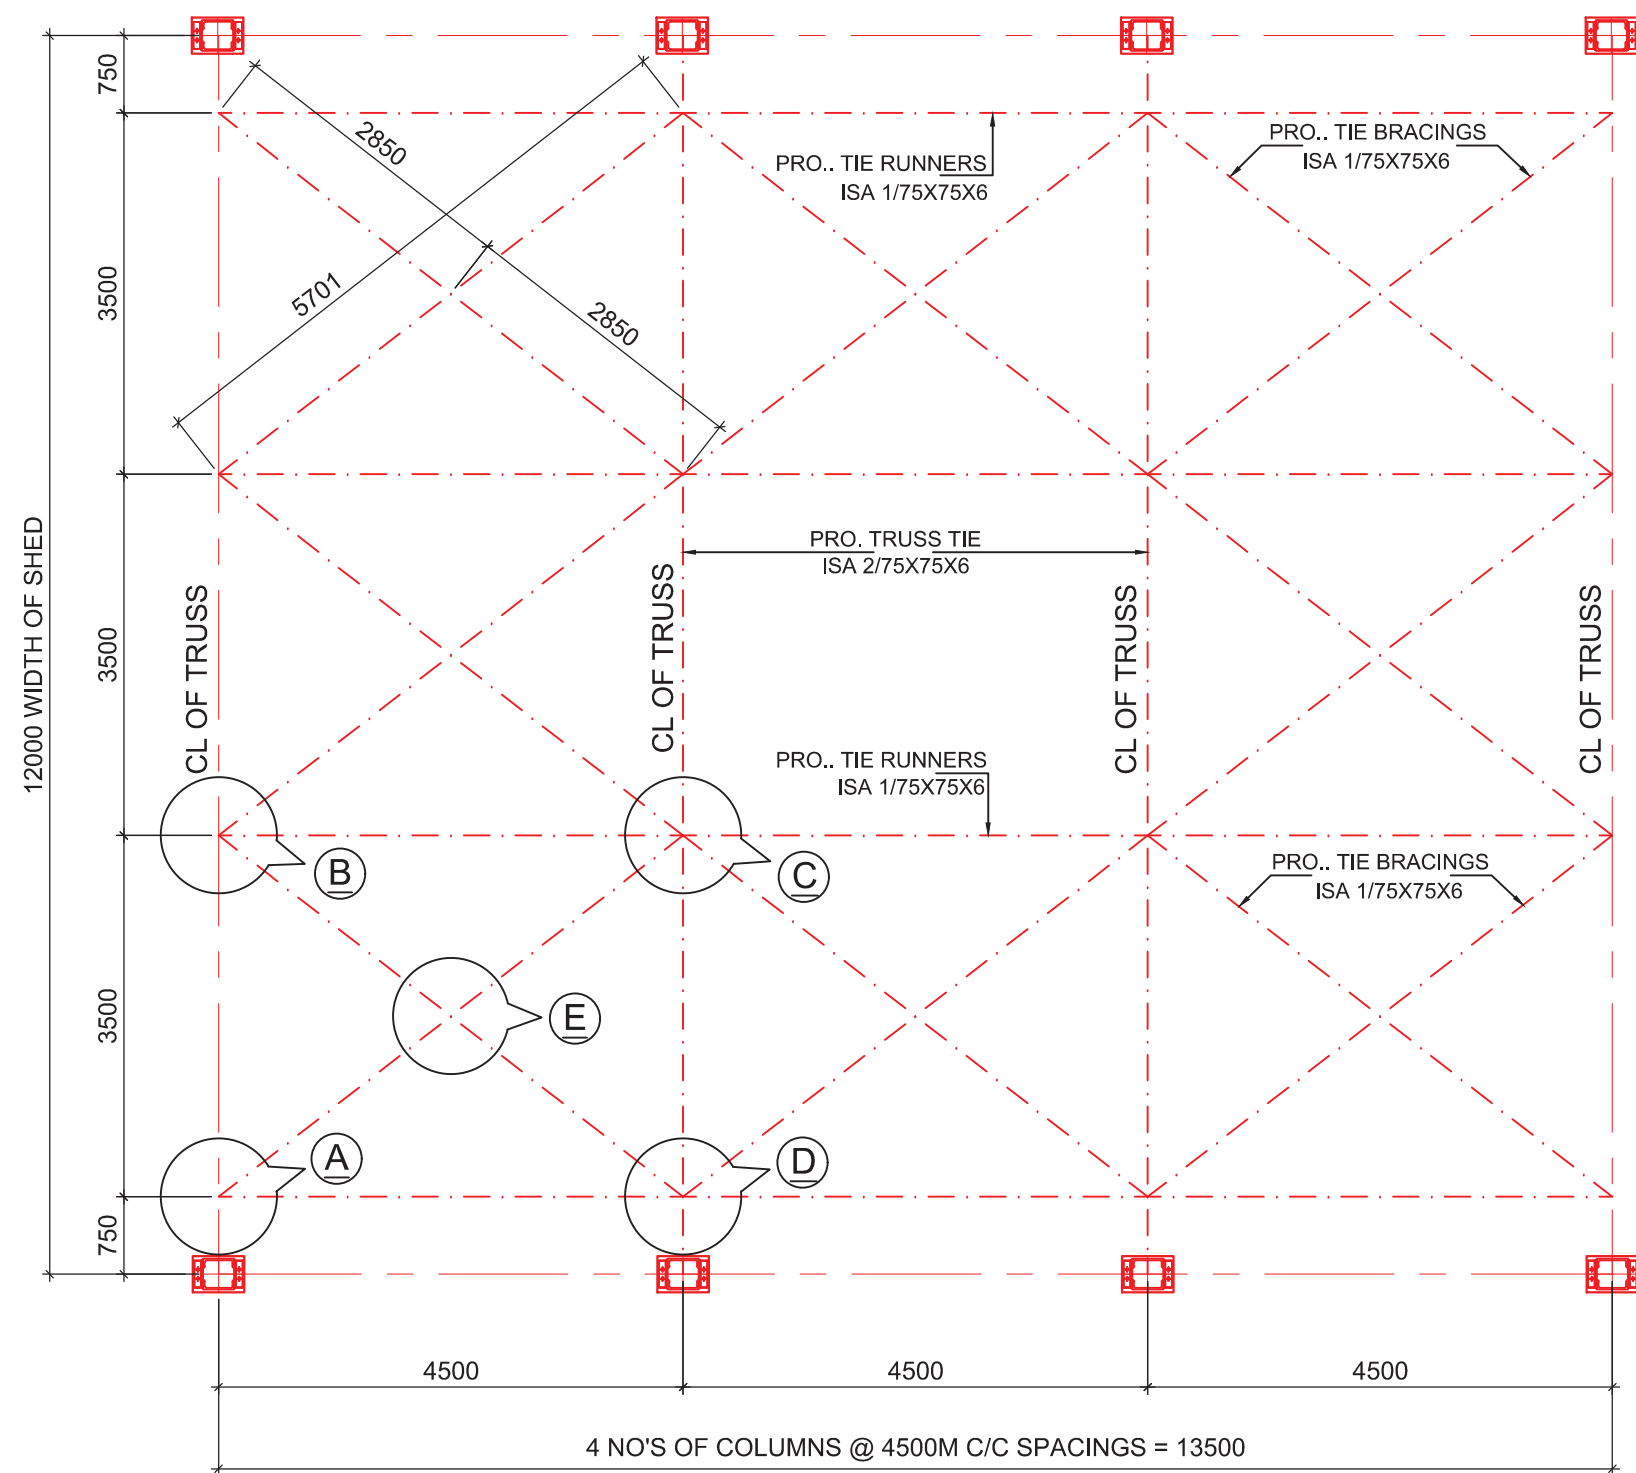 750
2850
PRO.. TIE RUNNERS
ISA 1/75X75X6
PRO.. TIE BRACINGS
ISA 1/75X75X6
3500
5701
2850
12000 WIDTH OF SHED
3500
CL OF TRUSS
CL OF TRUSS
PRO. TRUSS TIE
ISA 2/75X75X6
CL OF TRUSS
CL OF TRUSS
PRO.. TIE RUNNERS
ISA 1/75X75X6
B
C
PRO.. TIE BRACINGS
ISA 1/75X75X6
3500
E
A
D
750
4500
4500
4500
4 NO'S OF COLUMNS @ 4500M C/C SPACINGS = 13500